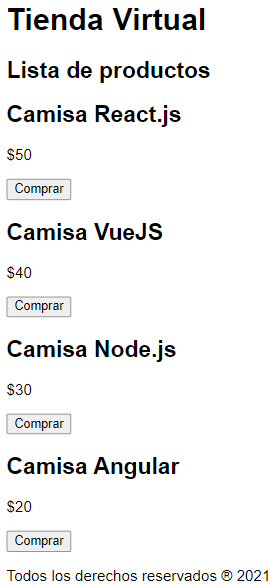 Tienda Virtual
Lista de productos
Camisa React.js
$50
Comprar
Camisa VueJS
$40
Comprar
Camisa Node.js
$30
Comprar
Camisa Angular
$20
Comprar
Todos los derechos reservados ® 2021